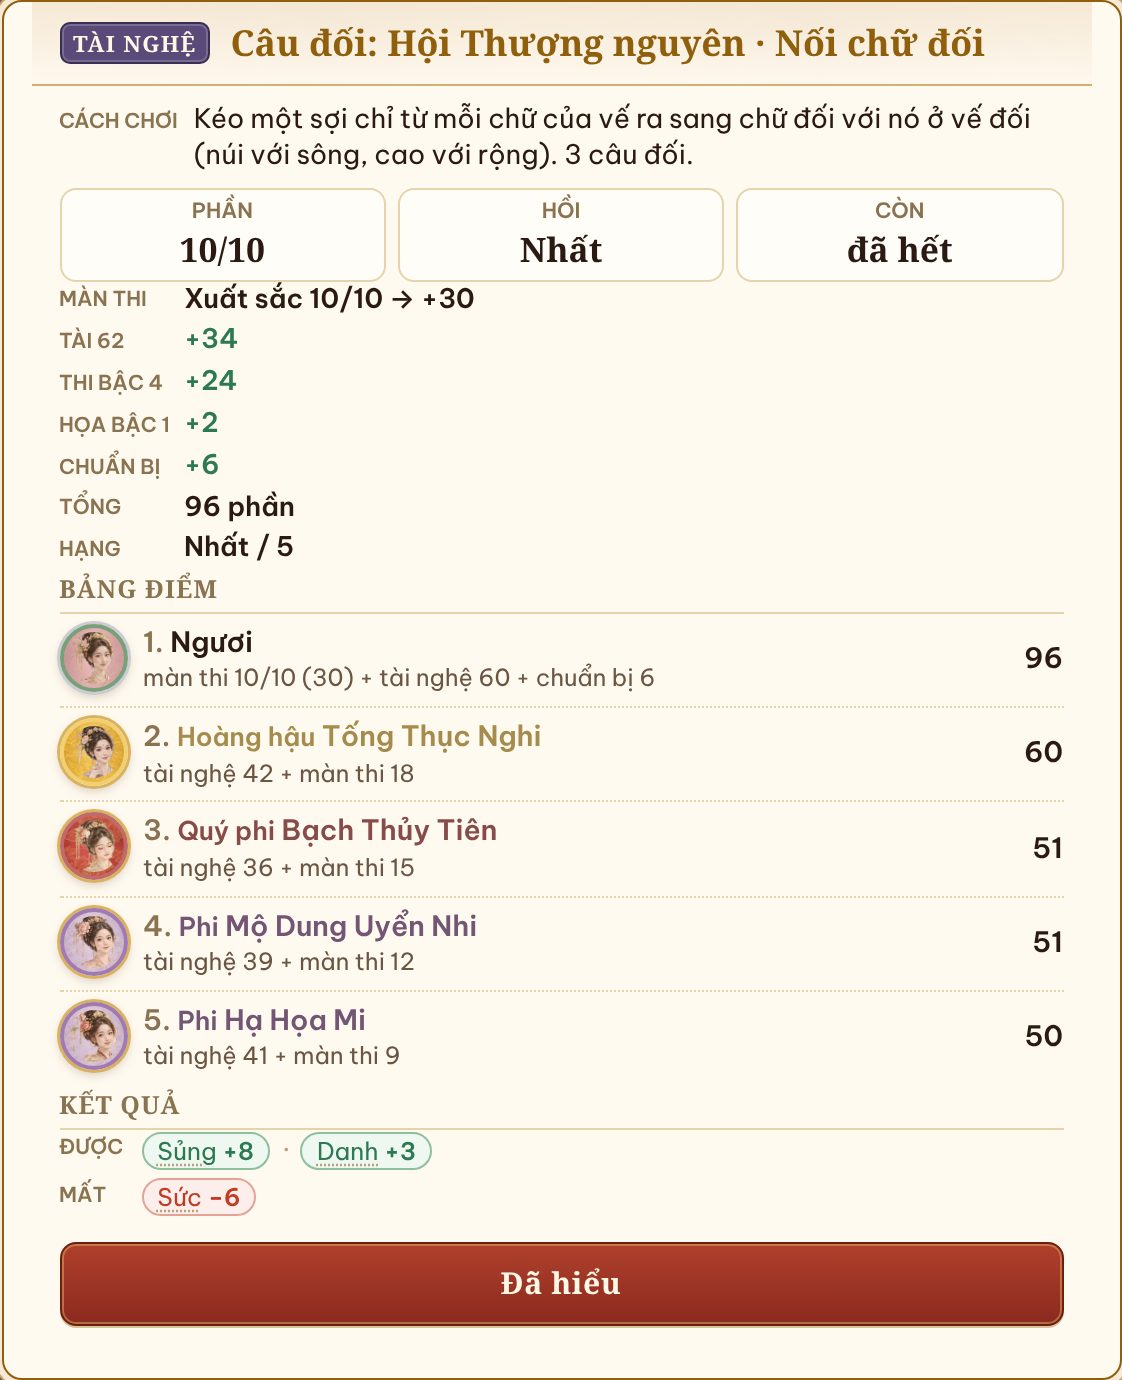 TÀI NGHỆ Câu đối: Hội Thượng nguyên · Nối chữ đối
CÁCH CHƠI Kéo một sợi chỉ từ mỗi chữ của vế ra sang chữ đối với nó ở vế đối
(núi với sông, cao với rộng). 3 câu đối.
PHẦN
10/10
HỒI
Nhất
CÒN
đã hết
MÀN THI Xuất sắc 10/10 → +30
TÀI 62 +34
THI BẬC 4 +24
HỌA BẬC 1 +2
CHUẨN BỊ +6
TỔNG 96 phần
HẠNG Nhất / 5
BẢNG ĐIỂM
1. Ngươi 96
màn thi 10/10 (30) + tài nghệ 60 + chuẩn bị 6
2. Hoàng hậu Tống Thục Nghi 60
tài nghệ 42 + màn thi 18
3. Quý phi Bạch Thủy Tiên 51
tài nghệ 36 + màn thi 15
4. Phi Mộ Dung Uyển Nhi 51
tài nghệ 39 + màn thi 12
5. Phi Hạ Họa Mi 50
tài nghệ 41 + màn thi 9
KẾT QUẢ
ĐƯỢC Sủng +8 · Danh +3
MẤT Sức −6
Đã hiểu